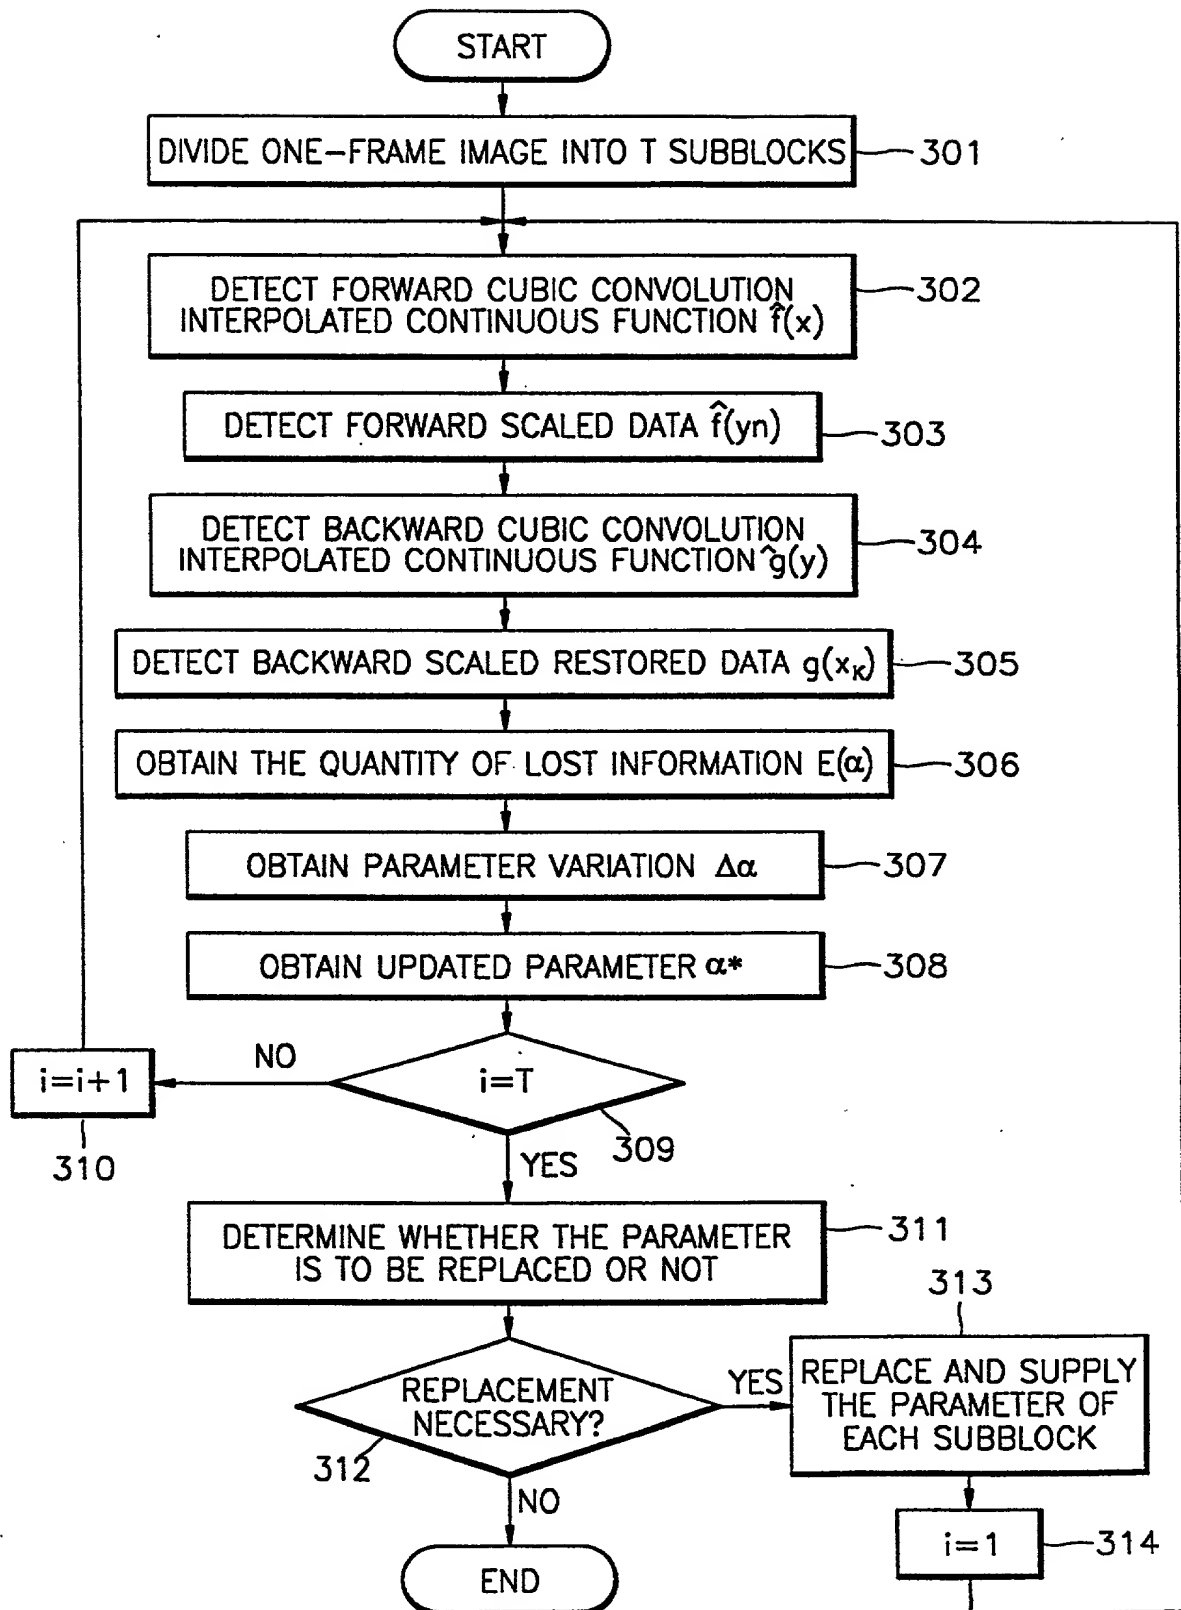 START
DIVIDE ONE-FRAME IMAGE INTO T SUBBLOCKS
301
DETECT FORWARD CUBIC CONVOLUTION
INTERPOLATED CONTINUOUS FUNCTION f̂(x)
302
DETECT FORWARD SCALED DATA f̂(yn)
303
DETECT BACKWARD CUBIC CONVOLUTION
INTERPOLATED CONTINUOUS FUNCTION ĝ(y)
304
DETECT BACKWARD SCALED RESTORED DATA g(xₖ)
305
OBTAIN THE QUANTITY OF LOST INFORMATION E(α)
306
OBTAIN PARAMETER VARIATION Δα
307
OBTAIN UPDATED PARAMETER α*
308
i=i+1
NO
i=T
310
309
YES
DETERMINE WHETHER THE PARAMETER
IS TO BE REPLACED OR NOT
311
313
REPLACEMENT
NECESSARY?
YES
REPLACE AND SUPPLY
THE PARAMETER OF
EACH SUBBLOCK
312
NO
i=1
314
END